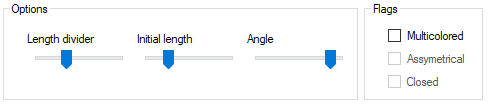 Options
Length divider
Initial length
Angle
Flags
Multicolored
Assymetrical
Closed